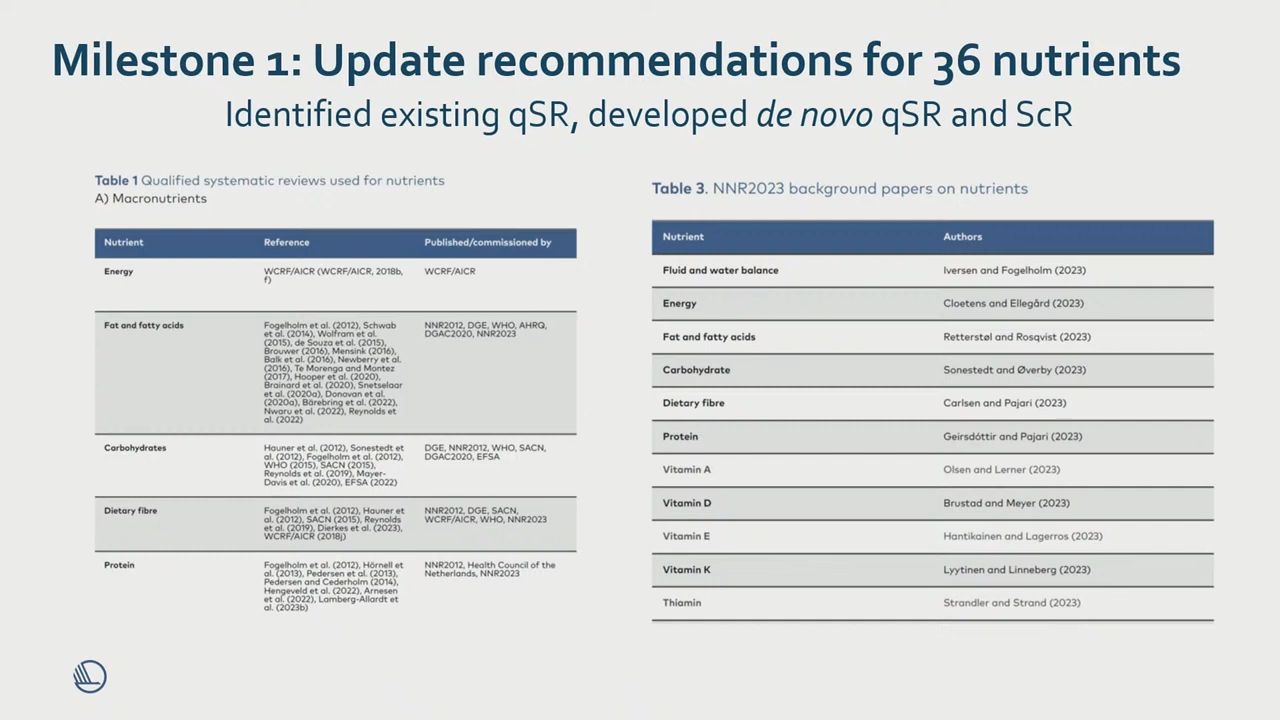 Milestone 1: Update recommendations for 36 nutrients
Identified existing qSR, developed de novo qSR and ScR
Table 1 Qualified systematic reviews used for nutrients
A) Macronutrients
Nutrient Reference Published/commissioned by
Energy WCRF/AICR (WCRF/AICR, 2018b, WCRF/AICR
f)
Fat and fatty acids Fogelholm et al. (2012), Schwab NNR2012, DGE, WHO, AHRQ,
et al. (2014), Wolfram et al. DGAC2020, NNR2023
(2015), de Souza et al. (2015),
Brouwer (2016), Mensink (2016),
Balk et al. (2016), Newberry et al.
(2016), Te Morenga and Montez
(2017), Hooper et al. (2020),
Brainard et al. (2020), Snetselaar
et al. (2020a), Donovan et al.
(2020a), Bärebring et al. (2022),
Nwaru et al. (2022), Reynolds et
al. (2022)
Carbohydrates Hauner et al. (2012), Sonestedt et DGE, NNR2012, WHO, SACN,
al. (2012), Fogelholm et al. (2012), DGAC2020, EFSA
WHO (2015), SACN (2015),
Reynolds et al. (2019), Mayer-
Davis et al. (2020), EFSA (2022)
Dietary fibre Fogelholm et al. (2012), Hauner et NNR2012, DGE, SACN,
al. (2012), SACN (2015), Reynolds WCRF/AICR, WHO, NNR2023
et al. (2019), Dierkes et al. (2023),
WCRF/AICR (2018j)
Protein Fogelholm et al. (2012), Hörnell et NNR2012, Health Council of the
al. (2013), Pedersen et al. (2013), Netherlands, NNR2023
Pedersen and Cederholm (2014),
Hengeveld et al. (2022), Arnesen
et al. (2022), Lamberg-Allardt et
al. (2023b)
Table 3. NNR2023 background papers on nutrients
Nutrient Authors
Fluid and water balance Iversen and Fogelholm (2023)
Energy Cloetens and Ellegård (2023)
Fat and fatty acids Retterstøl and Rosqvist (2023)
Carbohydrate Sonestedt and Øverby (2023)
Dietary fibre Carlsen and Pajari (2023)
Protein Geirsdóttir and Pajari (2023)
Vitamin A Olsen and Lerner (2023)
Vitamin D Brustad and Meyer (2023)
Vitamin E Hantikainen and Lagerros (2023)
Vitamin K Lyytinen and Linneberg (2023)
Thiamin Strandler and Strand (2023)